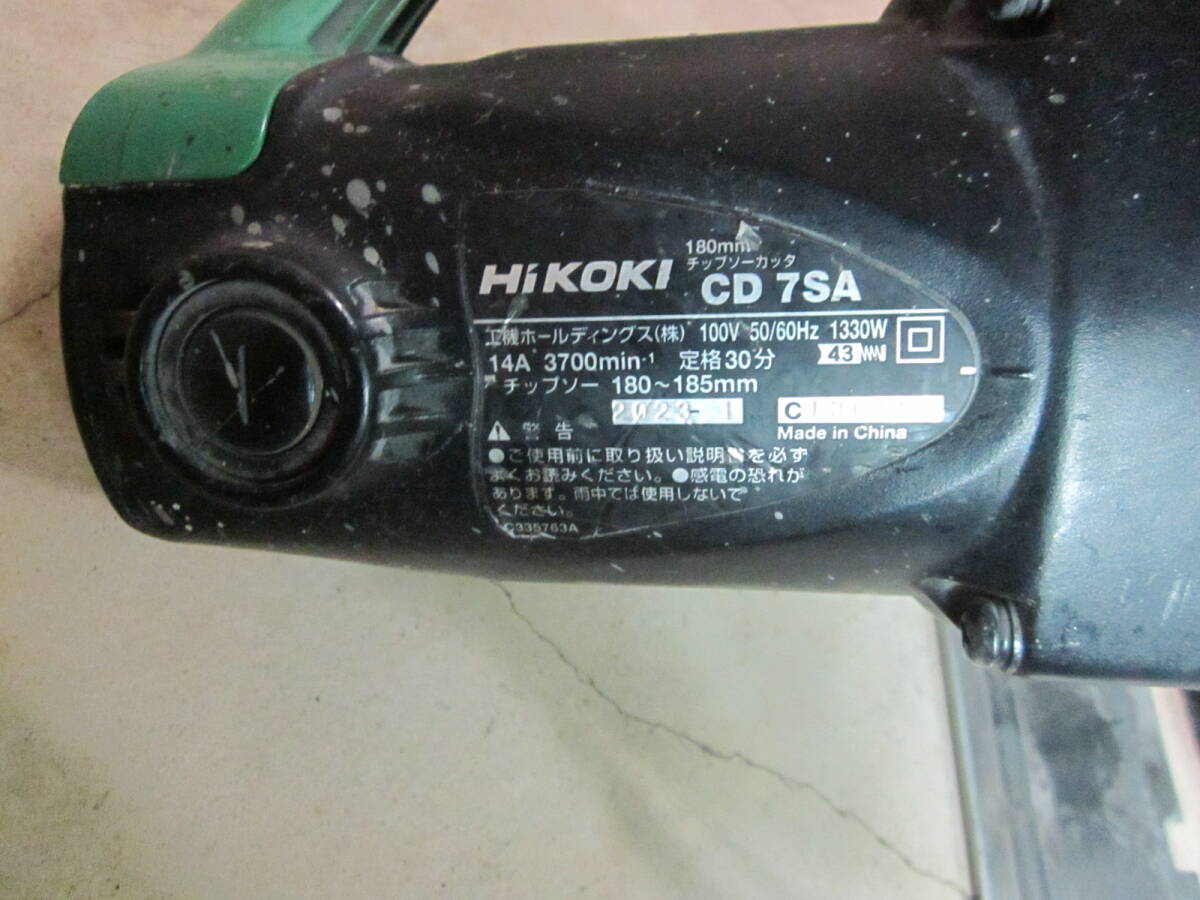 180mm
チップソーカッタ
HiKOKI CD 7SA
工機ホールディングス(株) 100V 50/60Hz 1330W
14A 3700min⁻¹ 定格30分 43
チップソー 180～185mm
2023- 1 C
Made in China
警告
●ご使用前に取り扱い説明書を必ず
よくお読みください。●感電の恐れが
あります。雨中では使用しないで
ください。
C335763A